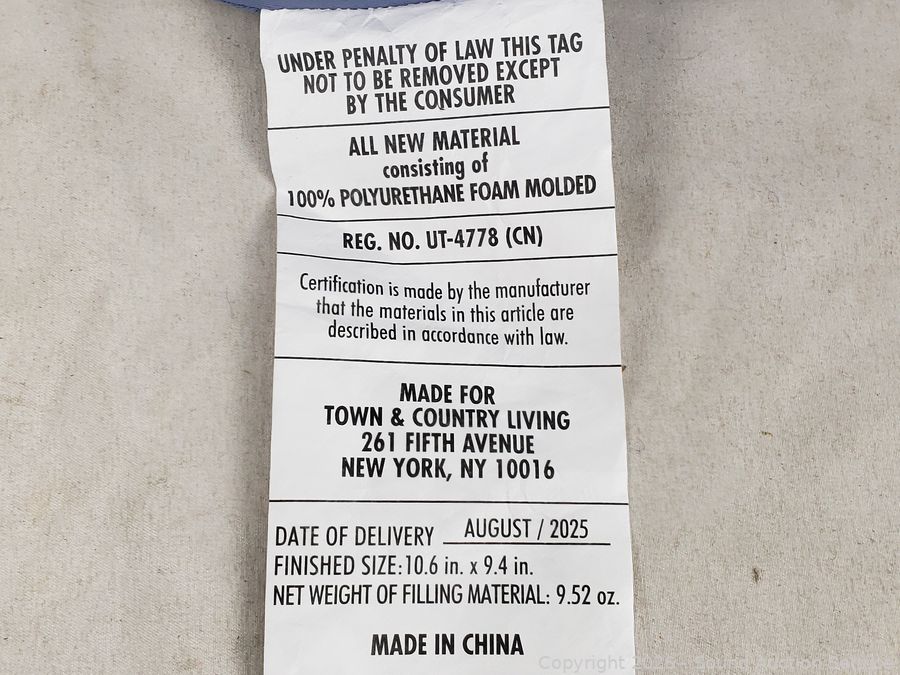 UNDER PENALTY OF LAW THIS TAG
NOT TO BE REMOVED EXCEPT
BY THE CONSUMER
ALL NEW MATERIAL
consisting of
100% POLYURETHANE FOAM MOLDED
REG. NO. UT-4778 (CN)
Certification is made by the manufacturer
that the materials in this article are
described in accordance with law.
MADE FOR
TOWN & COUNTRY LIVING
261 FIFTH AVENUE
NEW YORK, NY 10016
DATE OF DELIVERY AUGUST / 2025
FINISHED SIZE: 10.6 in. x 9.4 in.
NET WEIGHT OF FILLING MATERIAL: 9.52 oz.
MADE IN CHINA
Copyright Sound Auction